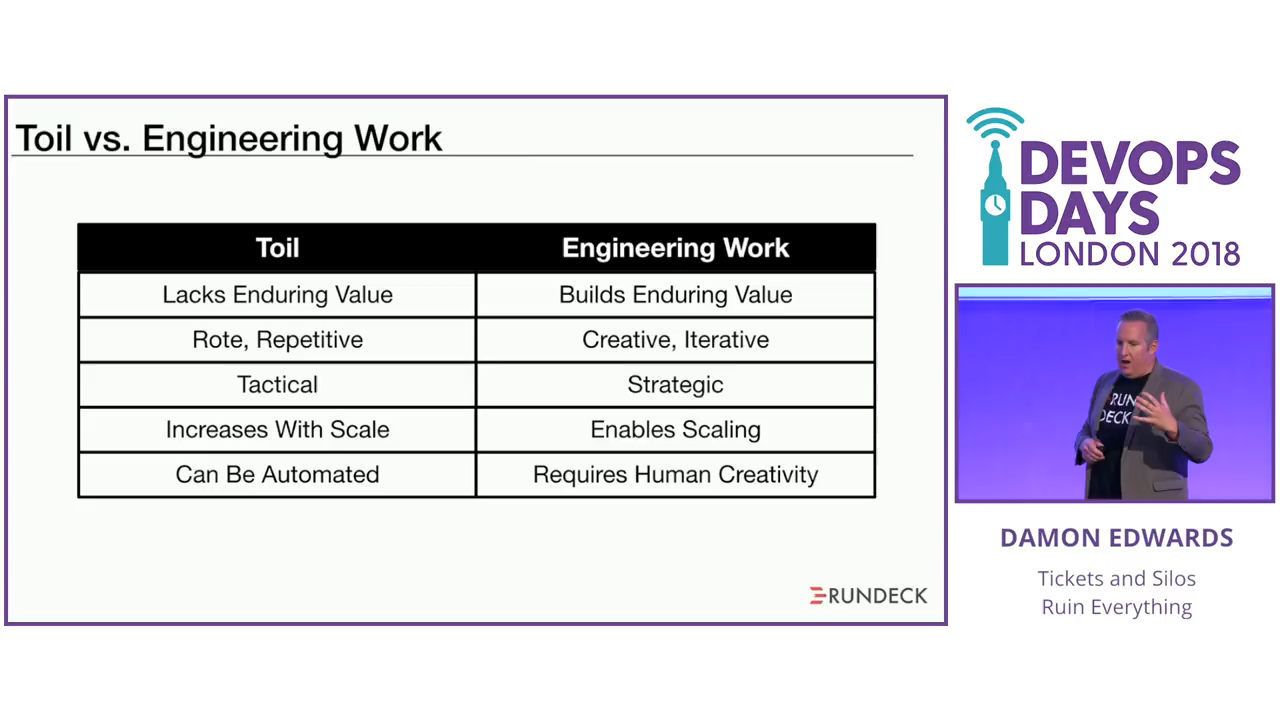 Toil vs. Engineering Work
Toil Engineering Work
Lacks Enduring Value Builds Enduring Value
Rote, Repetitive Creative, Iterative
Tactical Strategic
Increases With Scale Enables Scaling
Can Be Automated Requires Human Creativity
RUNDECK
DEVOPS
DAYS
LONDON 2018
RUN
DECK
DAMON EDWARDS
Tickets and Silos
Ruin Everything